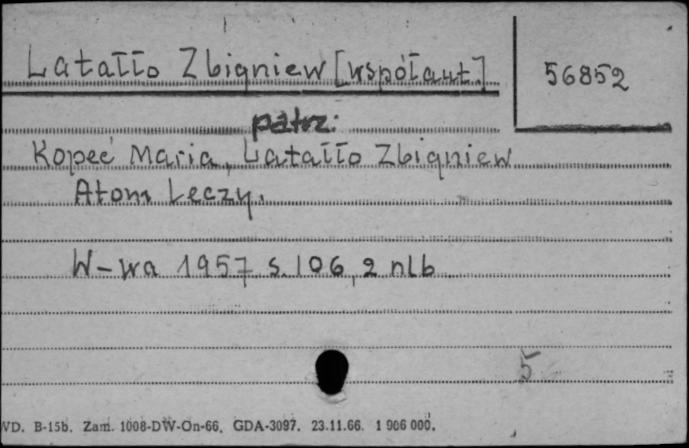 Latałło Zbigniew [współaut.]
56852
patrz:
Kopeć Maria, Latałło Zbigniew
Atom Leczy.
W-wa 1957 s. 106, 2 nlb
5
WD. B-15b. Zam. 1008-DW-On-66. GDA-3097. 23.11.66. 1 906 000.